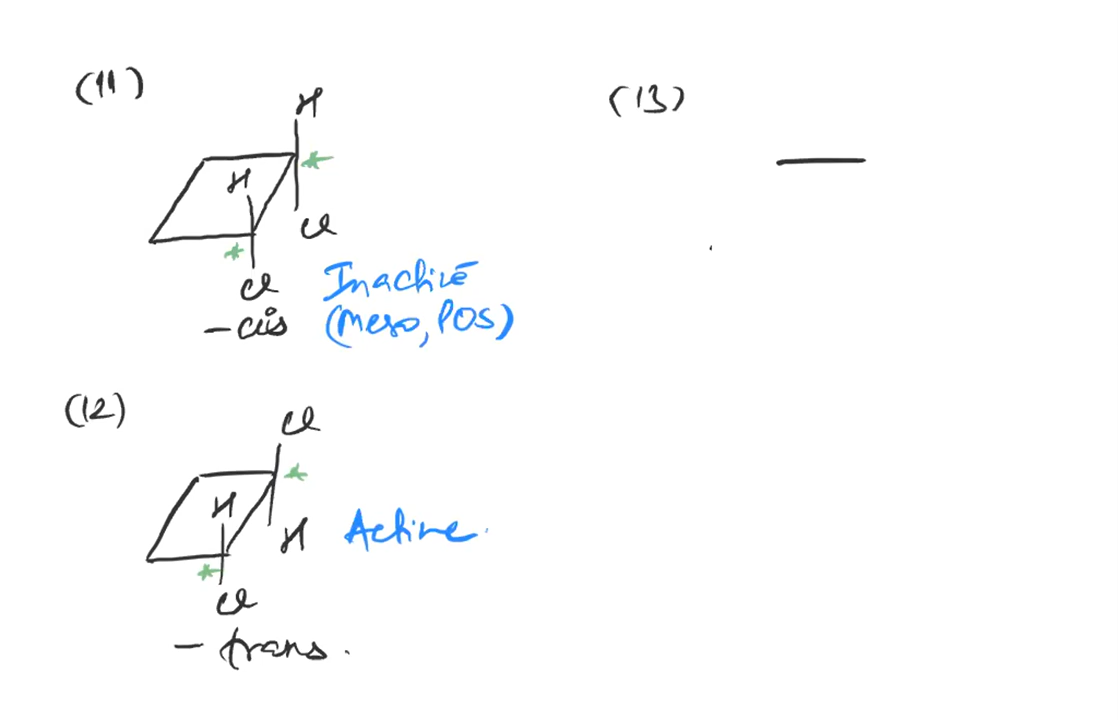 (11)
H
H
Cl
Cl
Inactive
- cis (Meso, POS)
(12)
Cl
H
H
Active.
Cl
- trans.
(13)